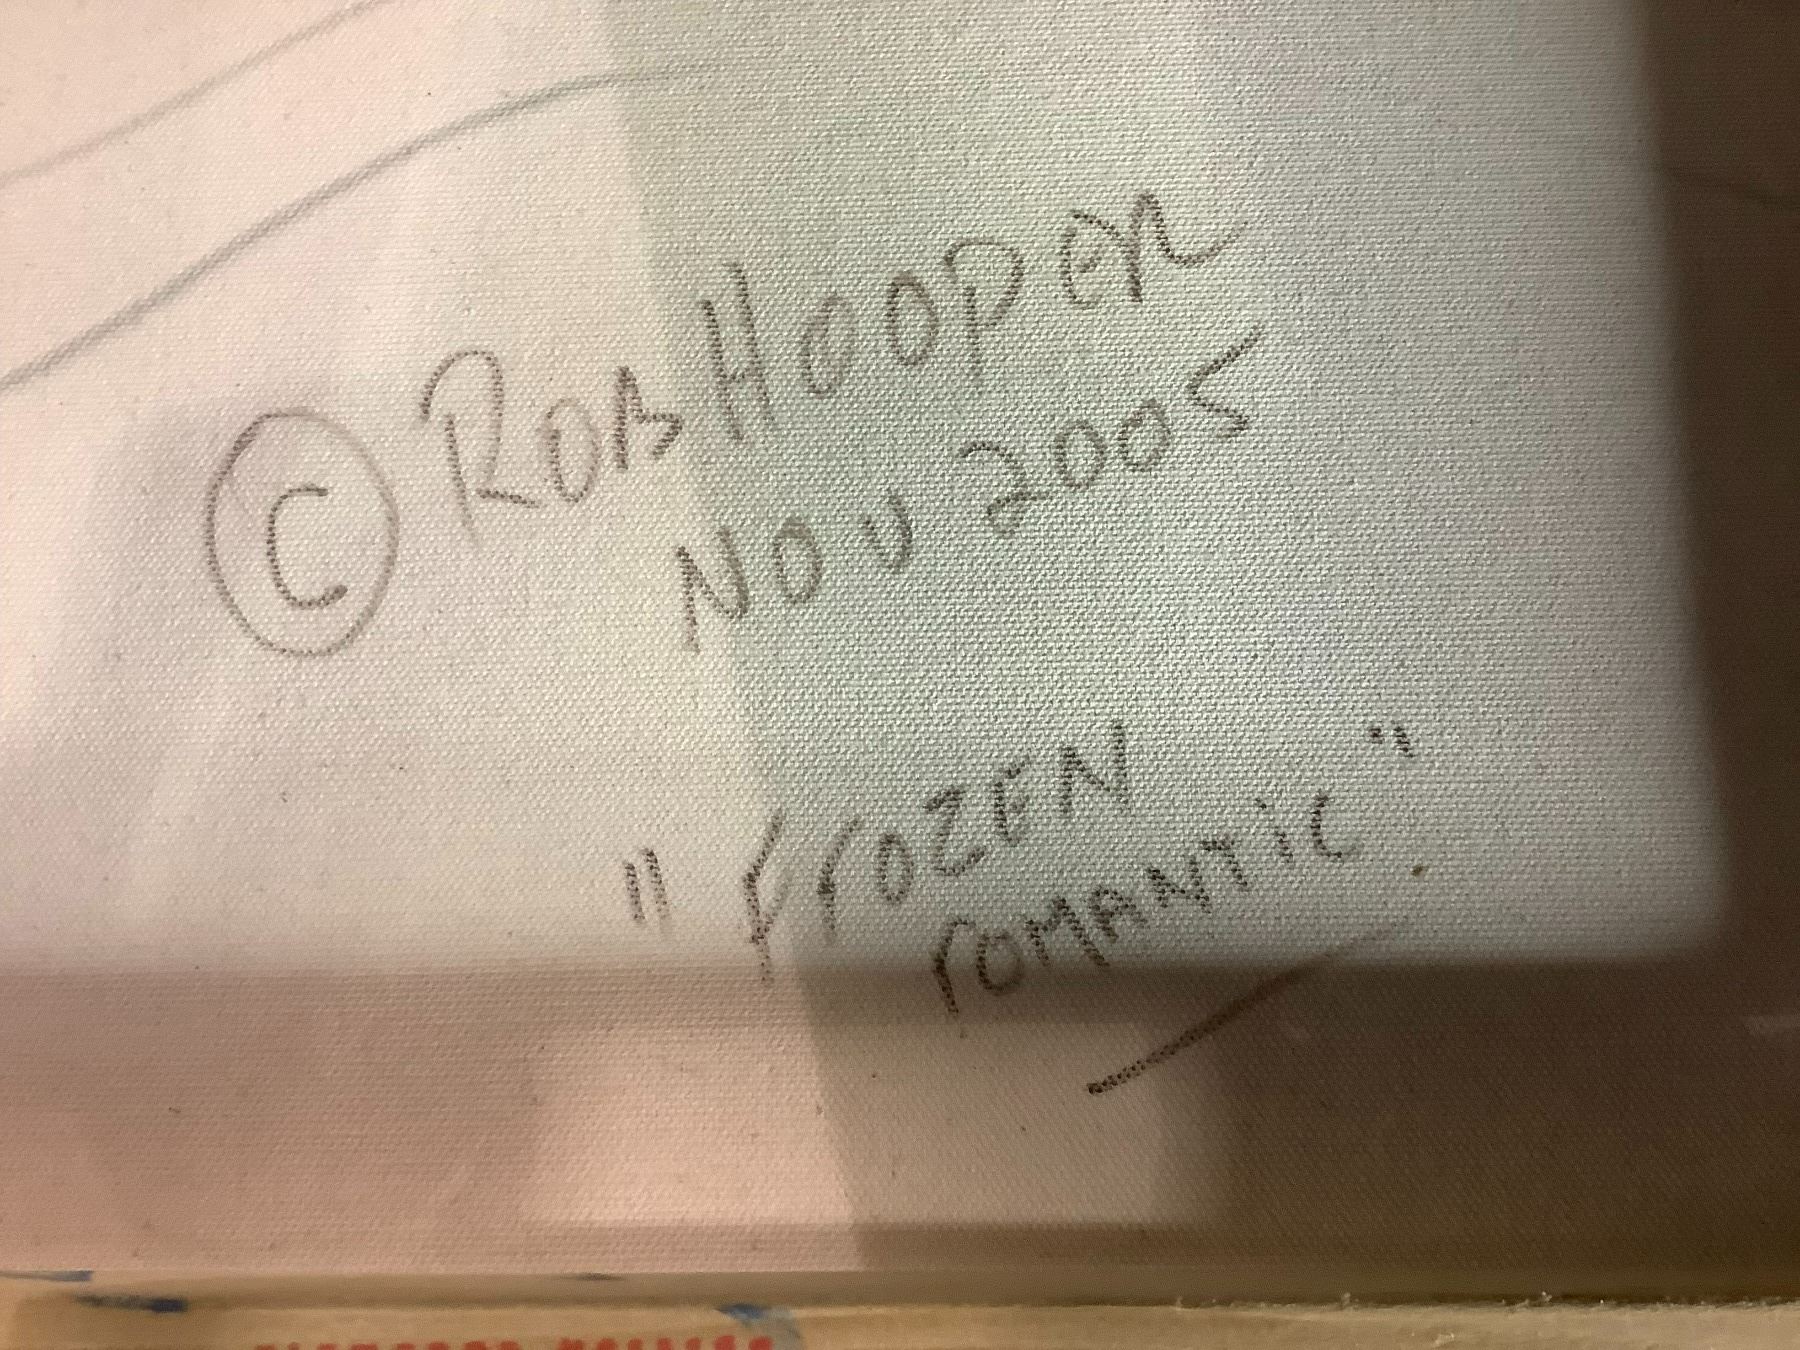 © ROB HOOPER
NOV 2005
"FrOZEN
rOMANTiC"